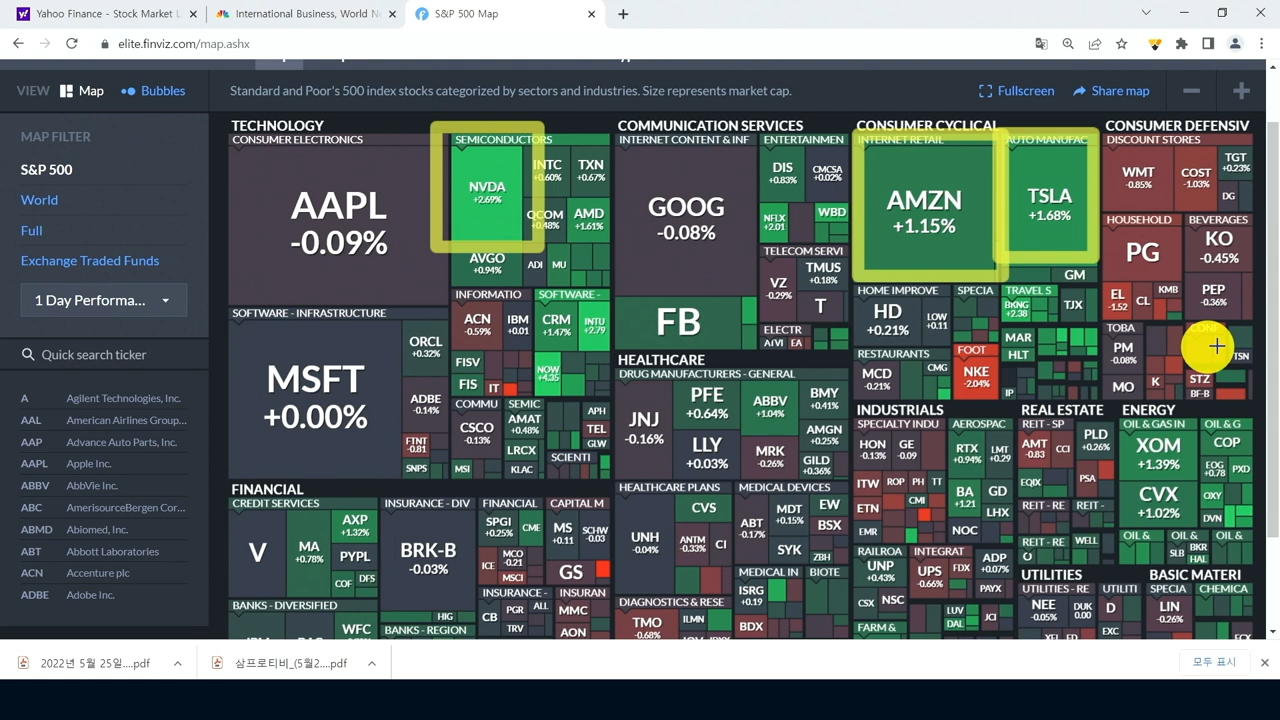 Yahoo Finance - Stock Market L
International Business, World Ne
S&P 500 Map
elite.finviz.com/map.ashx
VIEW Map Bubbles
Standard and Poor's 500 index stocks categorized by sectors and industries. Size represents market cap.
Fullscreen Share map
MAP FILTER
S&P 500
World
Full
Exchange Traded Funds
1 Day Performa...
Quick search ticker
A Agilent Technologies, Inc.
AAL American Airlines Group...
AAP Advance Auto Parts, Inc.
AAPL Apple Inc.
ABBV AbbVie Inc.
ABC AmerisourceBergen Cor...
ABMD Abiomed, Inc.
ABT Abbott Laboratories
ACN Accenture plc
ADBE Adobe Inc.
TECHNOLOGY
CONSUMER ELECTRONICS
AAPL
-0.09%
SEMICONDUCTORS
NVDA
+2.69%
INTC
+0.60%
TXN
+0.67%
QCOM
+0.48%
AMD
+1.61%
AVGO
+0.94%
ADI
MU
SOFTWARE - INFRASTRUCTURE
MSFT
+0.00%
ORCL
+0.32%
ADBE
-0.14%
FTNT
-0.81
SNPS
INFORMATIO
ACN
-0.59%
IBM
+0.01
FISV
FIS
IT
SOFTWARE -
CRM
+1.47%
INTU
+2.79
NOW
+4.35
COMMU
CSCO
-0.13%
MSI
SEMIC
AMAT
+0.48%
LRCX
KLAC
APH
TEL
GLW
SCIENTI
COMMUNICATION SERVICES
INTERNET CONTENT & INF
GOOG
-0.08%
FB
ENTERTAINMEN
DIS
+0.83%
CMCSA
+0.02%
NFLX
+2.01
WBD
TELECOM SERVI
VZ
-0.29%
TMUS
+0.18%
T
ELECTR
EA
CONSUMER CYCLICAL
INTERNET RETAIL
AMZN
+1.15%
AUTO MANUFAC
TSLA
+1.68%
GM
HOME IMPROVE
HD
+0.21%
SPECIA
LOW
+0.11
TRAVEL S
BKNG
+2.38
TJX
MAR
HLT
IP
RESTAURANTS
MCD
-0.21%
CMG
FOOT
NKE
-2.04%
CONSUMER DEFENSIV
DISCOUNT STORES
WMT
-0.85%
COST
-1.03%
TGT
+0.23%
DG
HOUSEHOLD
PG
EL
-1.52
CL
KMB
BEVERAGES
KO
-0.45%
PEP
-0.36%
TOBA
PM
-0.08%
MO
K
CONF
TSN
STZ
BF-B
HEALTHCARE
DRUG MANUFACTURERS - GENERAL
JNJ
-0.16%
PFE
+0.64%
ABBV
+1.04%
BMY
+0.41%
LLY
+0.03%
MRK
-0.26%
AMGN
+0.25%
GILD
+0.36%
HEALTHCARE PLANS
UNH
-0.04%
CVS
ANTM
-0.33%
CI
MEDICAL DEVICES
ABT
-0.17%
MDT
+0.15%
EW
BSX
SYK
ZBH
MEDICAL IN
ISRG
+0.19
BDX
BIOTE
DIAGNOSTICS & RESE
TMO
-0.68%
ILMN
FINANCIAL
CREDIT SERVICES
V
MA
+0.78%
AXP
+1.32%
PYPL
COF
DFS
INSURANCE - DIV
BRK-B
-0.03%
HIG
FINANCIAL
SPGI
+0.25%
CME
ICE
MCO
-0.21
MSCI
CAPITAL M
MS
+0.11
SCHW
-0.03
GS
INSURANCE -
CB
PGR
ALL
TRV
INSURAN
MMC
AON
BANKS - DIVERSIFIED
WFC
BANKS - REGION
INDUSTRIALS
SPECIALTY INDU
HON
-0.13%
GE
-0.09
ITW
ROP
PH
TT
ETN
CMI
EMR
AEROSPAC
RTX
+0.94%
LMT
+0.29
BA
+1.21
GD
LHX
NOC
RAILROA
UNP
+0.43%
CSX
NSC
INTEGRAT
UPS
-0.66%
FDX
ADP
+0.07%
PAYX
FARM &
LUV
DAL
JCI
REAL ESTATE
REIT - SP
AMT
-0.83
CCI
EQIX
PLD
-0.26%
PSA
REIT - RE
REIT -
REIT - RE
WELL
O
ENERGY
OIL & GAS IN
XOM
+1.39%
CVX
+1.02%
OIL & G
COP
EOG
+0.78
PXD
OXY
DVN
OIL &
OIL &
SLB
BKR
HAL
OIL &
UTILITIES
UTILITIES - RE
NEE
-0.05%
DUK
0.00
UTILITI
D
EXC
BASIC MATERI
SPECIA
LIN
-0.26%
CHEMICA
2022년 5월 25일....pdf
삼프로티비_(5월2....pdf
모두 표시